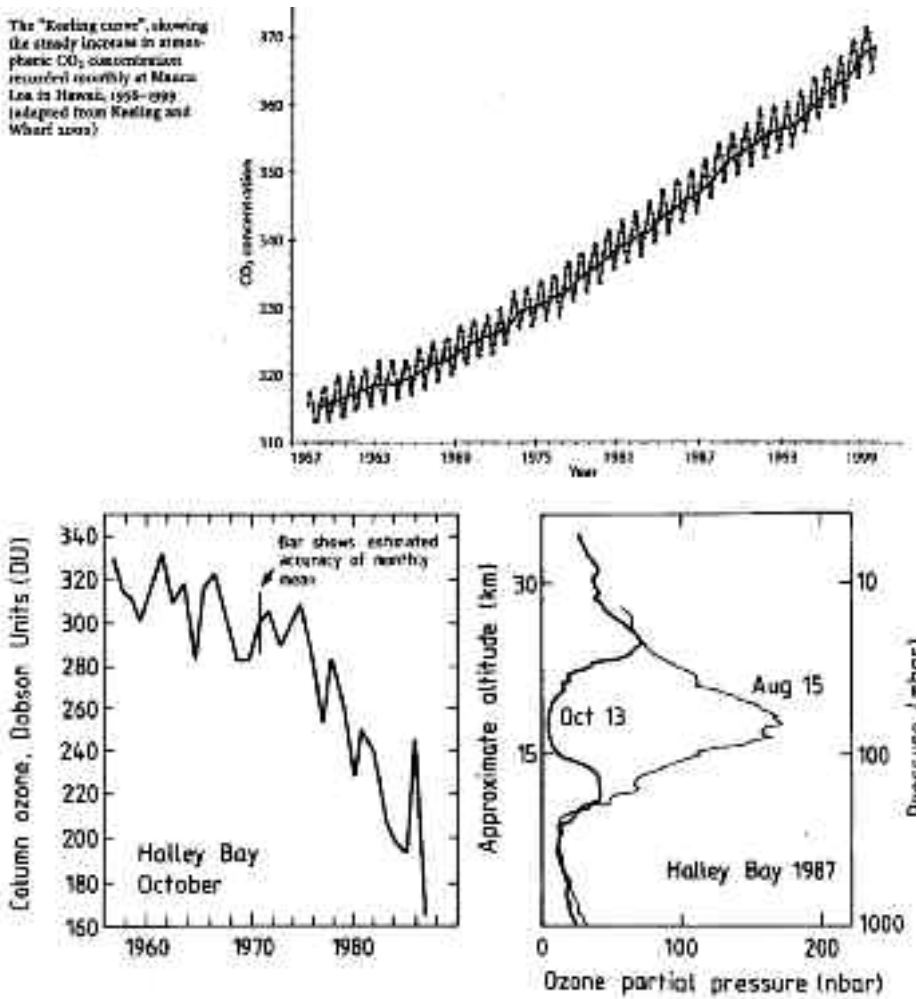 The "Keeling curve", showing
the steady increase in atmos-
pheric CO₂ concentration
recorded monthly at Mauna
Loa in Hawaii, 1958–1999
(adapted from Keeling and
Wharf 2000)
370
360
350
340
330
320
310
CO₂ concentration
1957 1963 1969 1975 1981 1987 1993 1999
Year
Column ozone, Dobson Units (DU)
340
320
300
280
260
240
220
200
180
160
Bar shows estimated
accuracy of monthly
mean
Halley Bay
October
1960 1970 1980
Approximate altitude (km)
30
15
Aug 15
Oct 13
Halley Bay 1987
10
100
1000
0 100 200
Ozone partial pressure (nbar)